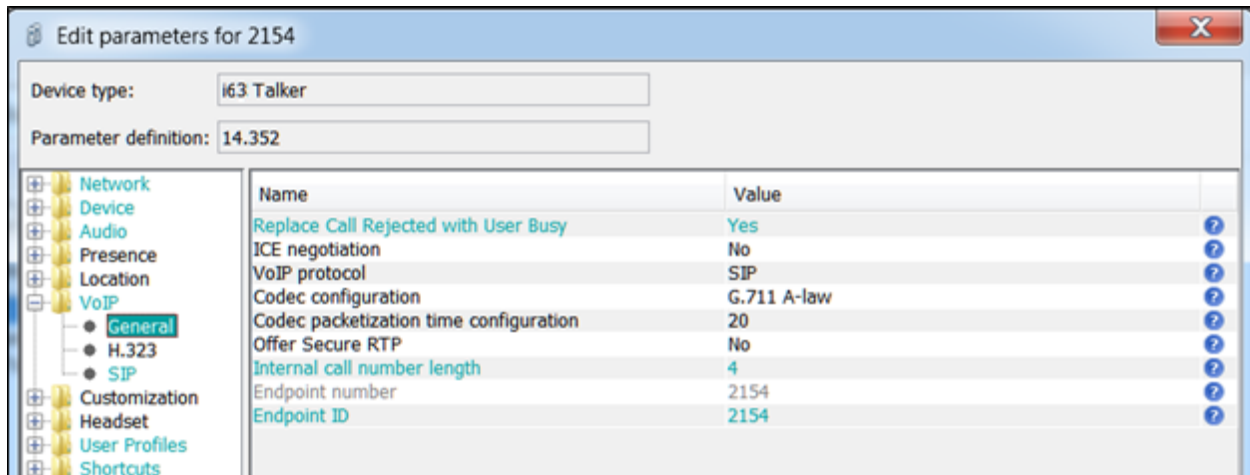 Edit parameters for 2154
Device type: i63 Talker
Parameter definition: 14.352
Network
Device
Audio
Presence
Location
VoIP
General
H.323
SIP
Customization
Headset
User Profiles
Shortcuts
Name Value
Replace Call Rejected with User Busy Yes
ICE negotiation No
VoIP protocol SIP
Codec configuration G.711 A-law
Codec packetization time configuration 20
Offer Secure RTP No
Internal call number length 4
Endpoint number 2154
Endpoint ID 2154